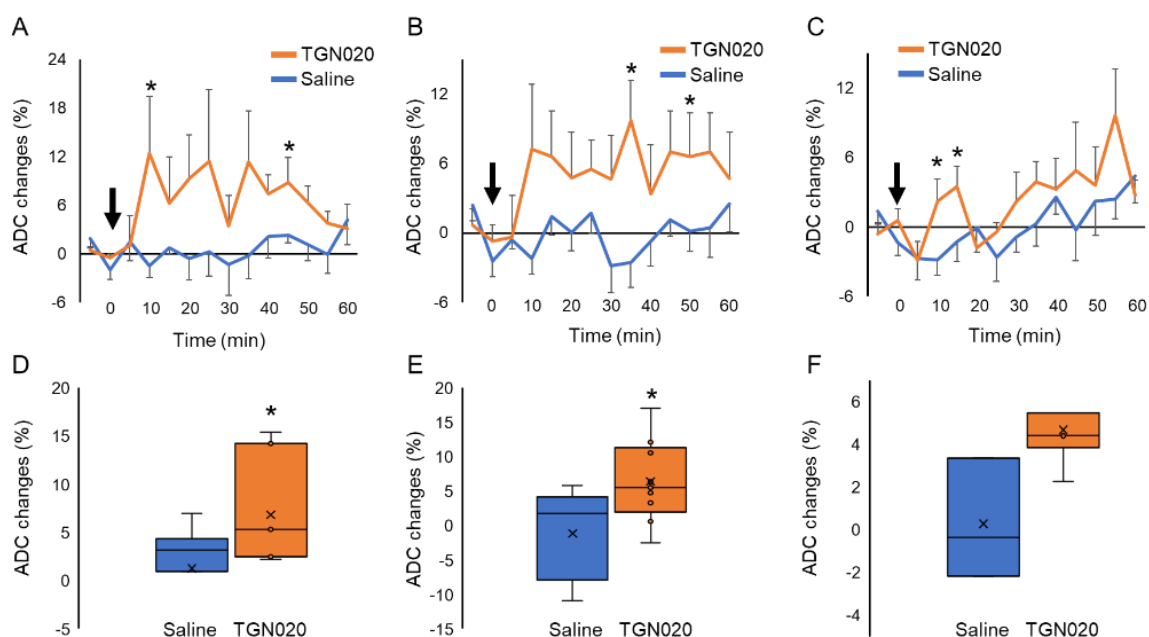 A
TGN020
Saline
ADC changes (%)
24
18
12
6
0
-6
*
*
0 10 20 30 40 50 60
Time (min)
B
TGN020
Saline
ADC changes (%)
12
6
0
-6
*
*
0 10 20 30 40 50 60
Time (min)
C
TGN020
Saline
ADC changes (%)
12
6
0
-6
* *
0 10 20 30 40 50 60
Time (min)
D
ADC changes (%)
20
15
10
5
0
-5
*
Saline TGN020
E
ADC changes (%)
20
15
10
5
0
-5
-10
-15
*
Saline TGN020
F
ADC changes (%)
6
4
2
0
-2
-4
Saline TGN020